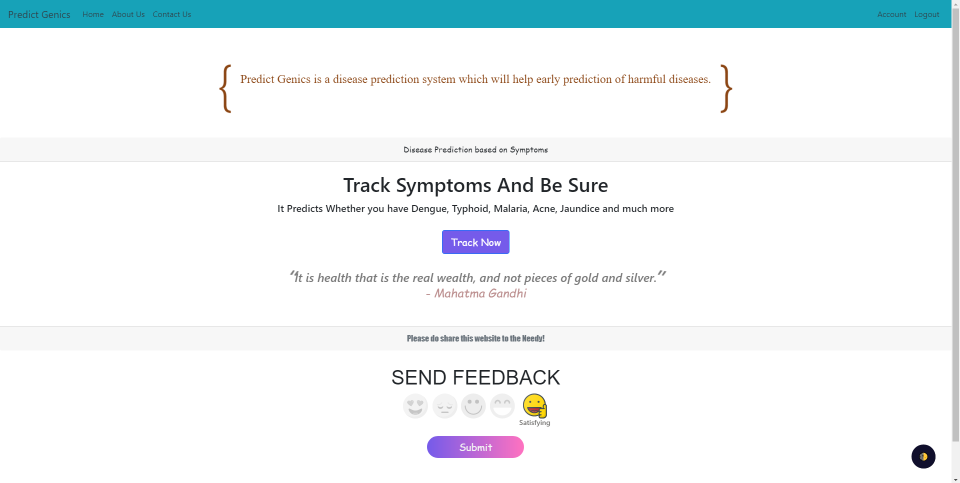 Predict Genics Home About Us Contact Us Account Logout
{ Predict Genics is a disease prediction system which will help early prediction of harmful diseases. }
Disease Prediction based on Symptoms
Track Symptoms And Be Sure
It Predicts Whether you have Dengue, Typhoid, Malaria, Acne, Jaundice and much more
Track Now
“It is health that is the real wealth, and not pieces of gold and silver.”
- Mahatma Gandhi
Please do share this website to the Needy!
SEND FEEDBACK
Satisfying
Submit